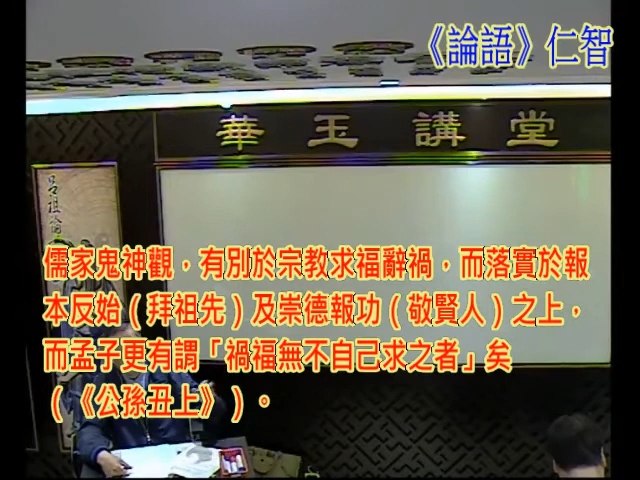 《論語》仁智
華玉講堂
呂祖
儒家鬼神觀，有別於宗教求福辭禍，而落實於報
本反始（拜祖先）及崇德報功（敬賢人）之上，
而孟子更有謂「禍福無不自己求之者」矣
（《公孫丑上》）。